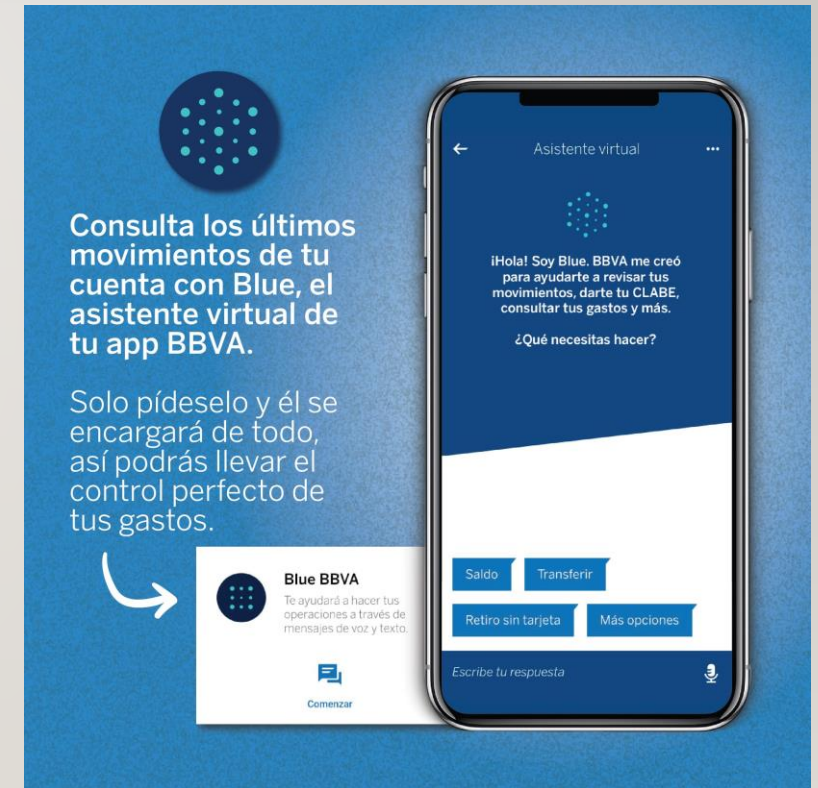 Consulta los últimos
movimientos de tu
cuenta con Blue, el
asistente virtual de
tu app BBVA.
Solo pídeselo y él se
encargará de todo,
así podrás llevar el
control perfecto de
tus gastos.
Blue BBVA
Te ayudará a hacer tus
operaciones a través de
mensajes de voz y texto.
Comenzar
Asistente virtual
¡Hola! Soy Blue. BBVA me creó
para ayudarte a revisar tus
movimientos, darte tu CLABE,
consultar tus gastos y más.
¿Qué necesitas hacer?
Saldo
Transferir
Retiro sin tarjeta
Más opciones
Escribe tu respuesta